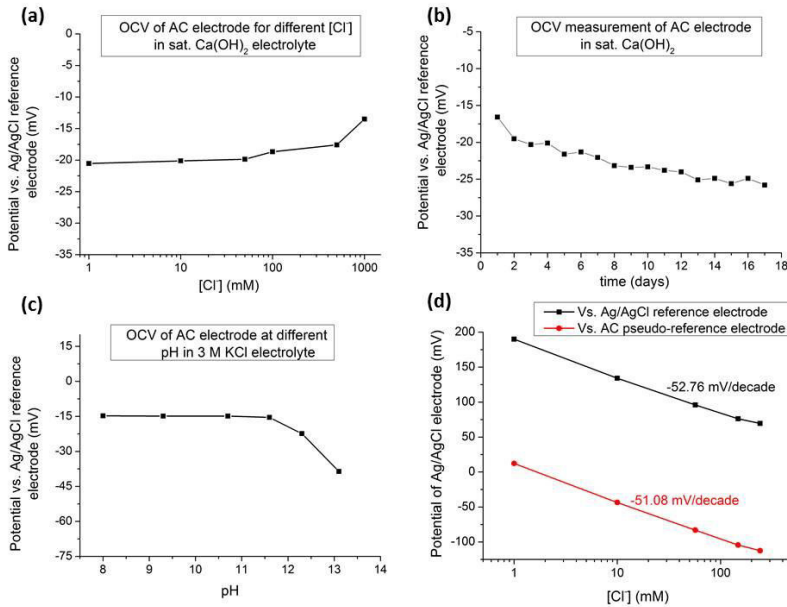 (a)
OCV of AC electrode for different [Cl⁻]
in sat. Ca(OH)₂ electrolyte
Potential vs. Ag/AgCl reference
electrode (mV)
0
-5
-10
-15
-20
-25
-30
-35
1
10
100
1000
[Cl⁻] (mM)
(b)
OCV measurement of AC electrode
in sat. Ca(OH)₂
Potential vs. Ag/AgCl reference
electrode (mV)
-5
-10
-15
-20
-25
-30
-35
0
2
4
6
8
10
12
14
16
18
time (days)
(c)
OCV of AC electrode at different
pH in 3 M KCl electrolyte
Potential vs. Ag/AgCl reference
electrode (mV)
15
0
-15
-30
-45
-60
-75
8
9
10
11
12
13
14
pH
(d)
Vs. Ag/AgCl reference electrode
Vs. AC pseudo-reference electrode
Potential of Ag/AgCl electrode (mV)
200
150
100
50
0
-50
-100
-52.76 mV/decade
-51.08 mV/decade
1
10
100
[Cl⁻] (mM)